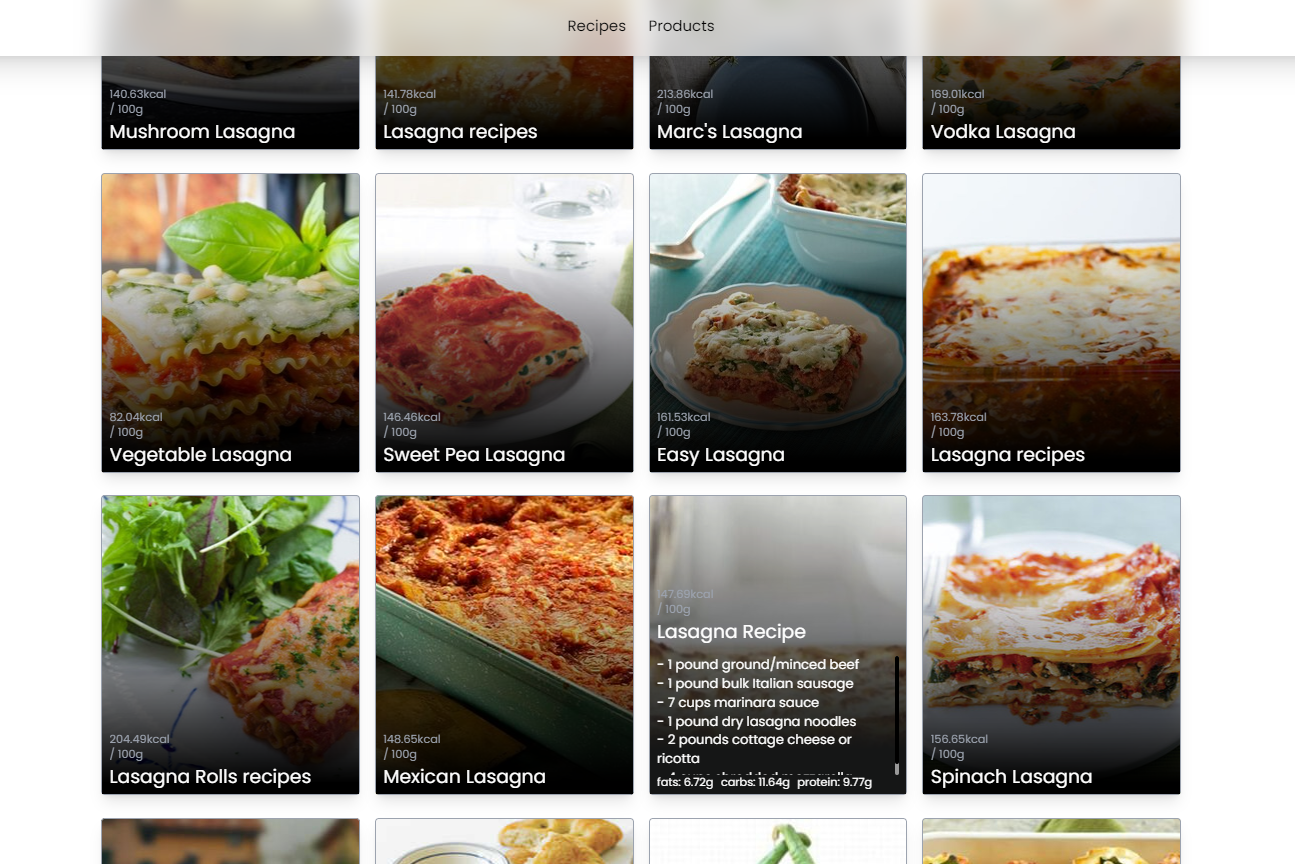 Recipes Products
140.63kcal
/ 100g
Mushroom Lasagna
141.78kcal
/ 100g
Lasagna recipes
213.86kcal
/ 100g
Marc's Lasagna
169.01kcal
/ 100g
Vodka Lasagna
82.04kcal
/ 100g
Vegetable Lasagna
146.46kcal
/ 100g
Sweet Pea Lasagna
161.53kcal
/ 100g
Easy Lasagna
163.78kcal
/ 100g
Lasagna recipes
204.49kcal
/ 100g
Lasagna Rolls recipes
148.65kcal
/ 100g
Mexican Lasagna
147.69kcal
/ 100g
Lasagna Recipe
- 1 pound ground/minced beef
- 1 pound bulk Italian sausage
- 7 cups marinara sauce
- 1 pound dry lasagna noodles
- 2 pounds cottage cheese or
ricotta
fats: 6.72g carbs: 11.64g protein: 9.77g
156.65kcal
/ 100g
Spinach Lasagna